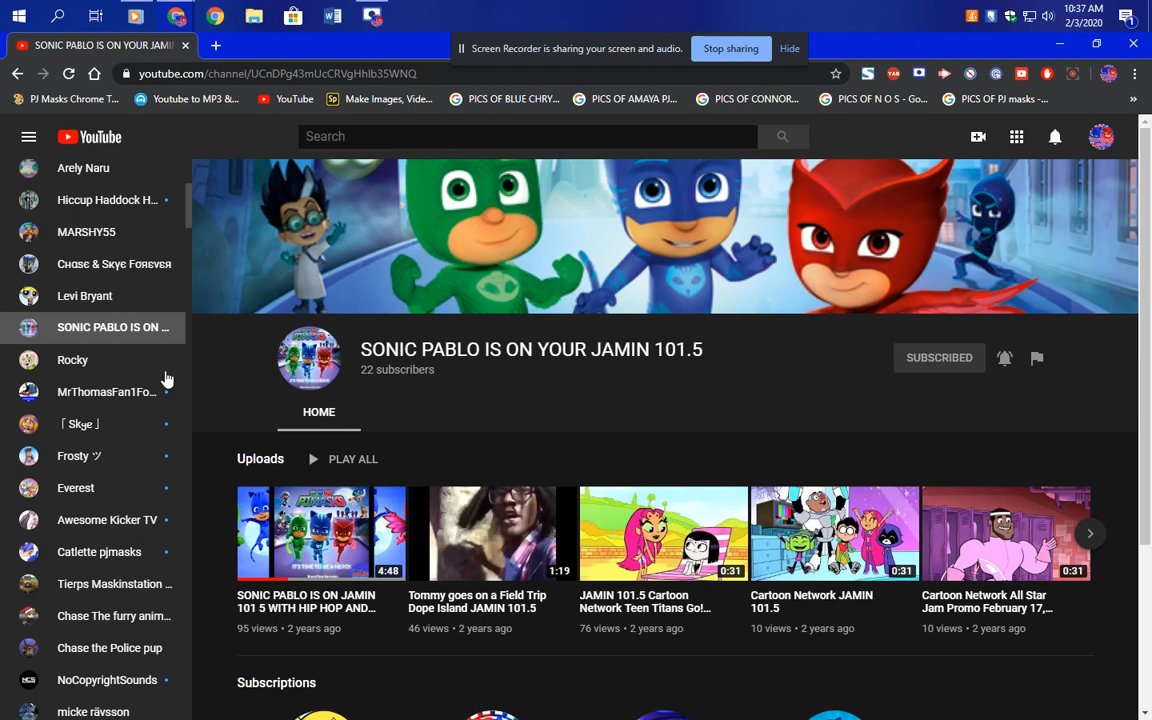 10:37 AM
2/3/2020
SONIC PABLO IS ON YOUR JAMI
Screen Recorder is sharing your screen and audio.
Stop sharing
Hide
youtube.com/channel/UCnDPg43mUcCRVgHhIb35WNQ
PJ Masks Chrome T...
Youtube to MP3 &...
YouTube
Make Images, Vide...
PICS OF BLUE CHRY...
PICS OF AMAYA PJ...
PICS OF CONNOR...
PICS OF N O S - Go...
PICS OF PJ masks -...
YouTube
Search
Arely Naru
Hiccup Haddock H...
MARSHY55
Cнαsє & Sкүє Fσяєvєя
Levi Bryant
SONIC PABLO IS ON ...
Rocky
MrThomasFan1Fo...
「 Skye 」
Frosty ツ
Everest
Awesome Kicker TV
Catlette pjmasks
Tierps Maskinstation ...
Chase The furry anim...
Chase the Police pup
NoCopyrightSounds
micke rävsson
SONIC PABLO IS ON YOUR JAMIN 101.5
22 subscribers
SUBSCRIBED
HOME
Uploads
PLAY ALL
4:48
1:19
0:31
0:31
0:31
SONIC PABLO IS ON JAMIN
101 5 WITH HIP HOP AND...
95 views • 2 years ago
Tommy goes on a Field Trip
Dope Island JAMIN 101.5
46 views • 2 years ago
JAMIN 101.5 Cartoon
Network Teen Titans Go!...
76 views • 2 years ago
Cartoon Network JAMIN
101.5
10 views • 2 years ago
Cartoon Network All Star
Jam Promo February 17,...
10 views • 2 years ago
Subscriptions